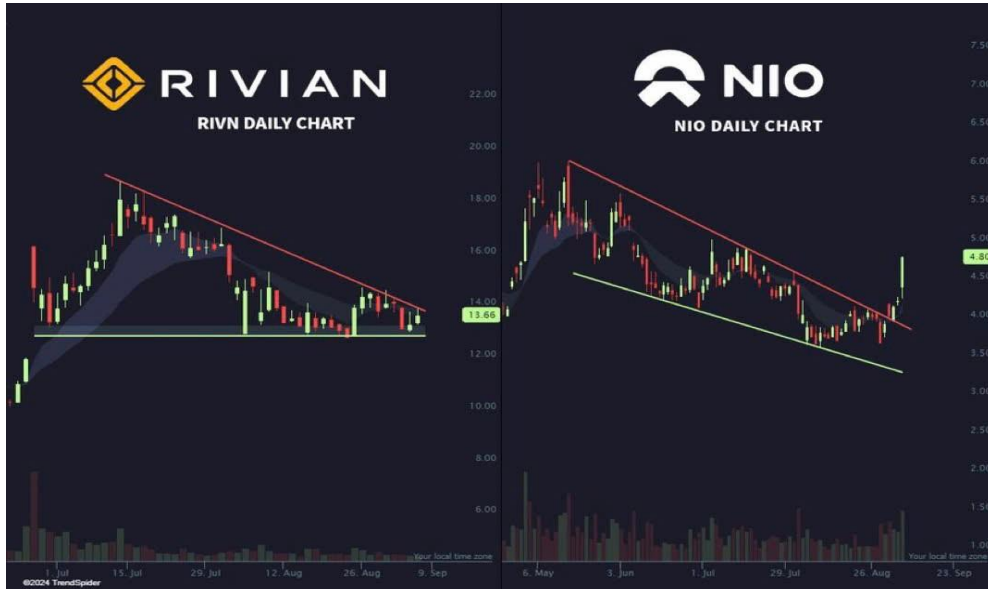 RIVIAN
RIVN DAILY CHART
22.00
20.00
18.00
16.00
14.00
13.66
12.00
10.00
8.00
6.00
Your local time zone
1. Jul
15. Jul
29. Jul
12. Aug
26. Aug
9. Sep
©2024 TrendSpider
NIO
NIO DAILY CHART
7.50
7.00
6.50
6.00
5.50
5.00
4.80
4.50
4.00
3.50
3.00
2.50
2.00
1.50
1.00
Your local time zone
6. May
3. Jun
1. Jul
29. Jul
26. Aug
23. Sep